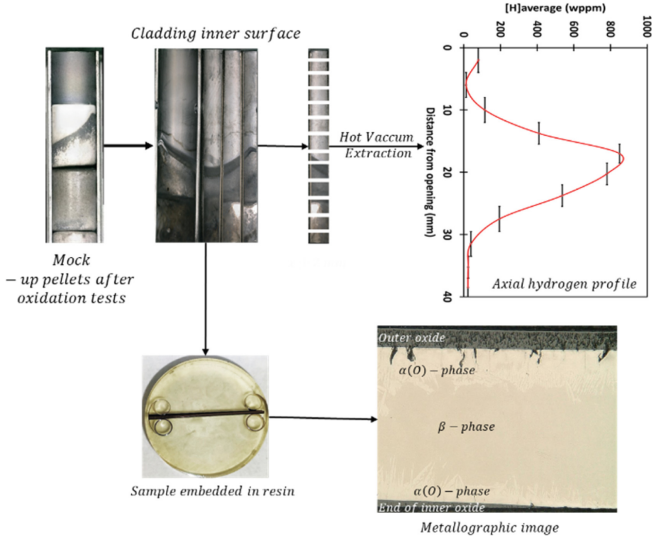 Cladding inner surface
[H]average (wppm)
0
200
400
600
800
1000
0
10
20
30
40
Distance from opening (mm)
Hot Vaccum
Extraction
Axial hydrogen profile
Mock
– up pellets after
oxidation tests
Sample embedded in resin
Outer oxide
α(O) – phase
β – phase
α(O) – phase
End of inner oxide
Metallographic image